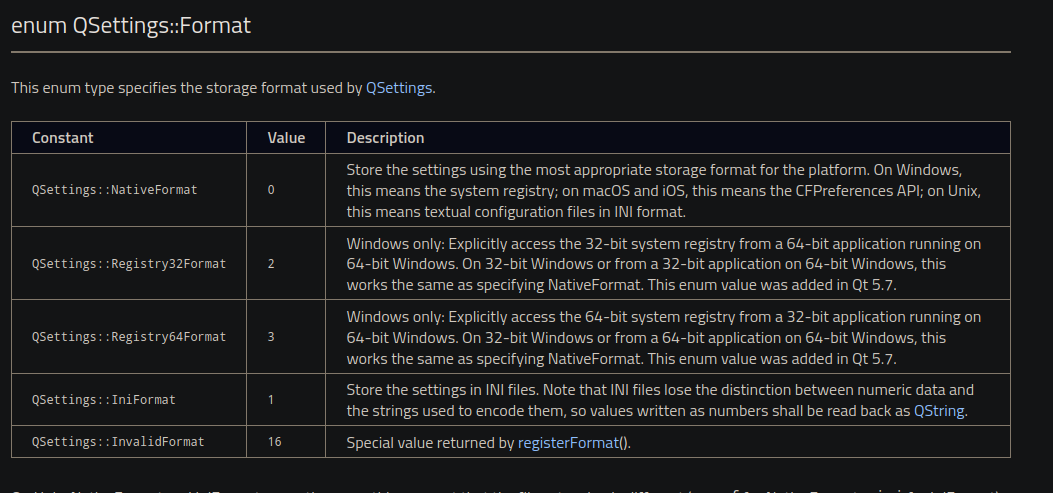 enum QSettings::Format
This enum type specifies the storage format used by QSettings.
Constant Value Description
QSettings::NativeFormat 0 Store the settings using the most appropriate storage format for the platform. On Windows,
this means the system registry; on macOS and iOS, this means the CFPreferences API; on Unix,
this means textual configuration files in INI format.
QSettings::Registry32Format 2 Windows only: Explicitly access the 32-bit system registry from a 64-bit application running on
64-bit Windows. On 32-bit Windows or from a 32-bit application on 64-bit Windows, this
works the same as specifying NativeFormat. This enum value was added in Qt 5.7.
QSettings::Registry64Format 3 Windows only: Explicitly access the 64-bit system registry from a 32-bit application running on
64-bit Windows. On 32-bit Windows or from a 64-bit application on 64-bit Windows, this
works the same as specifying NativeFormat. This enum value was added in Qt 5.7.
QSettings::IniFormat 1 Store the settings in INI files. Note that INI files lose the distinction between numeric data and
the strings used to encode them, so values written as numbers shall be read back as QString.
QSettings::InvalidFormat 16 Special value returned by registerFormat().